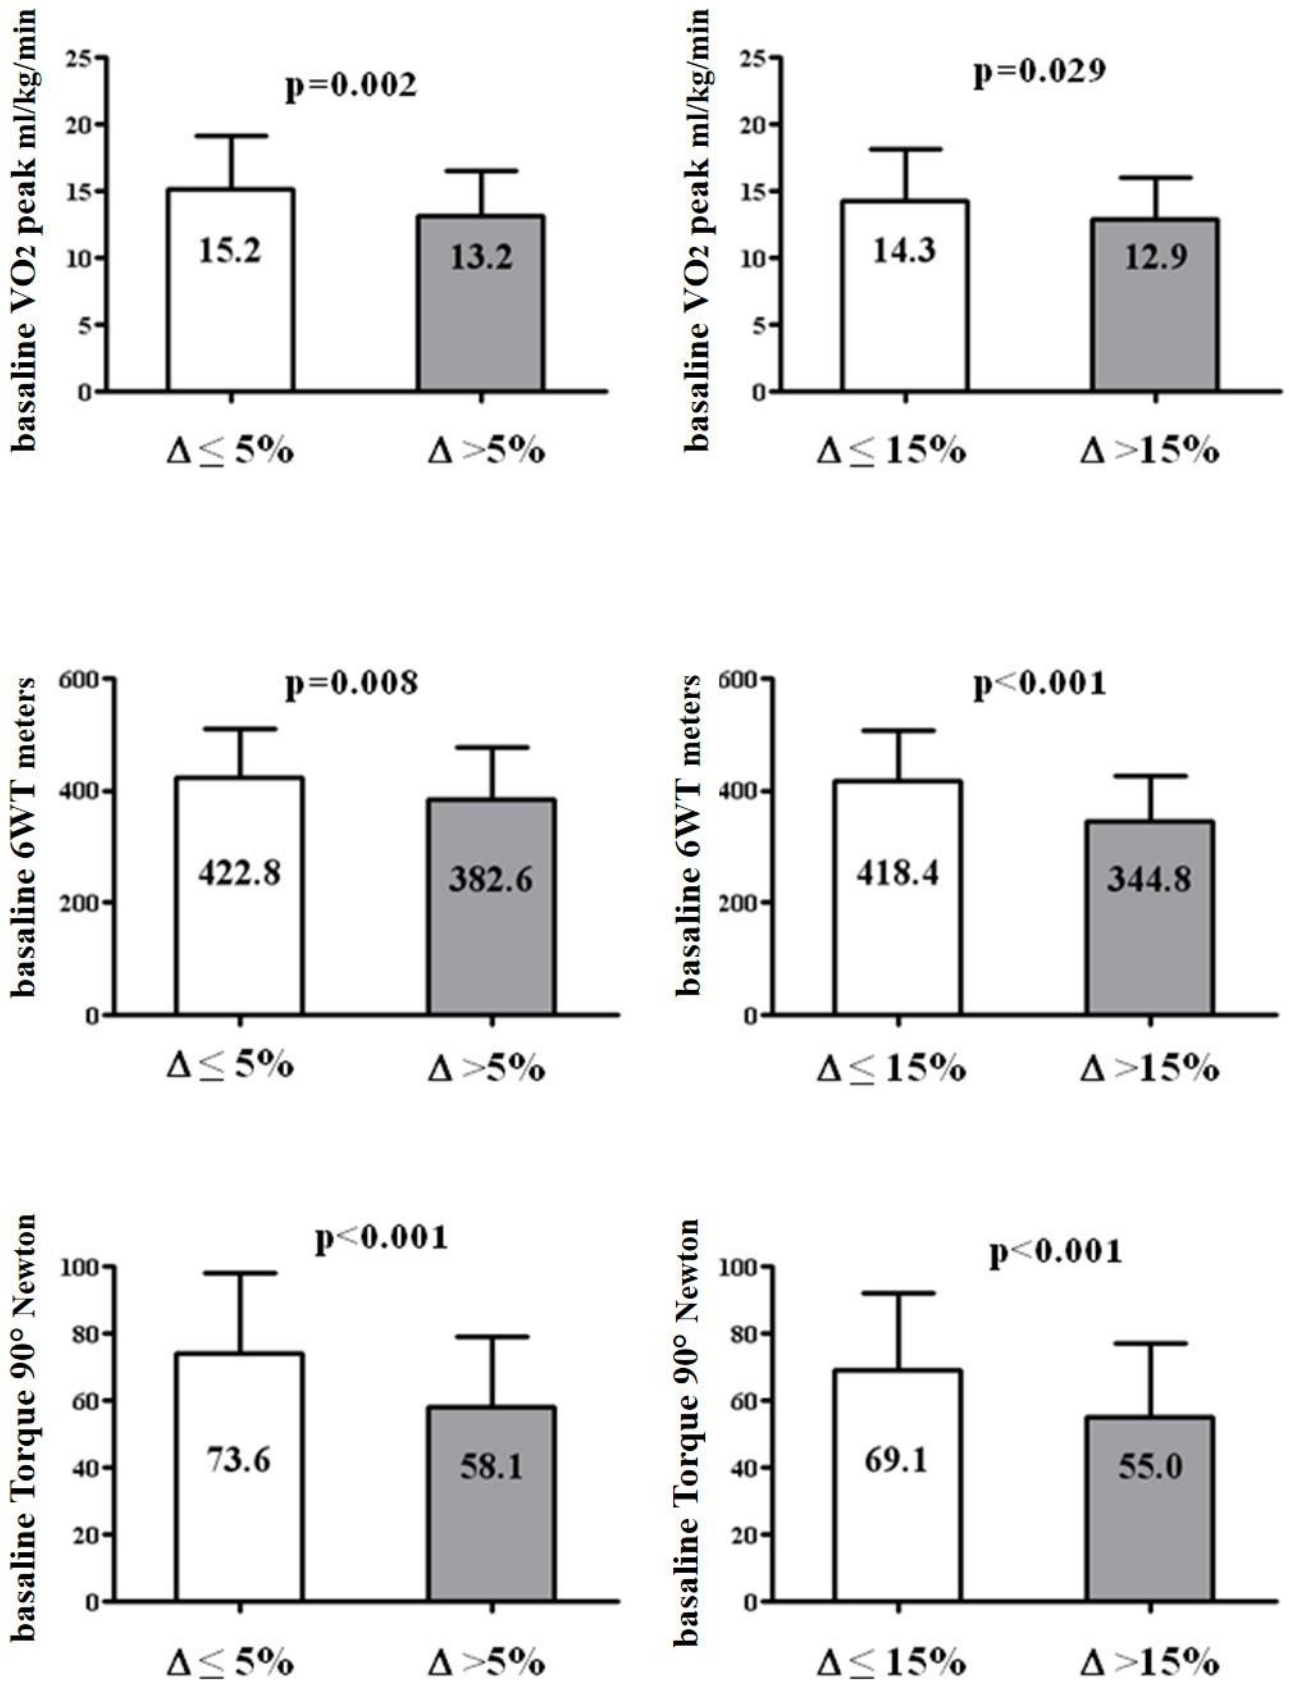 basaline VO2 peak ml/kg/min
p=0.002
25
20
15
10
5
0
15.2
13.2
Δ ≤ 5%
Δ >5%
basaline VO2 peak ml/kg/min
p=0.029
25
20
15
10
5
0
14.3
12.9
Δ ≤ 15%
Δ >15%
basaline 6WT meters
p=0.008
600
400
200
0
422.8
382.6
Δ ≤ 5%
Δ >5%
basaline 6WT meters
p<0.001
600
400
200
0
418.4
344.8
Δ ≤ 15%
Δ >15%
basaline Torque 90° Newton
p<0.001
100
80
60
40
20
0
73.6
58.1
Δ ≤ 5%
Δ >5%
basaline Torque 90° Newton
p<0.001
100
80
60
40
20
0
69.1
55.0
Δ ≤ 15%
Δ >15%